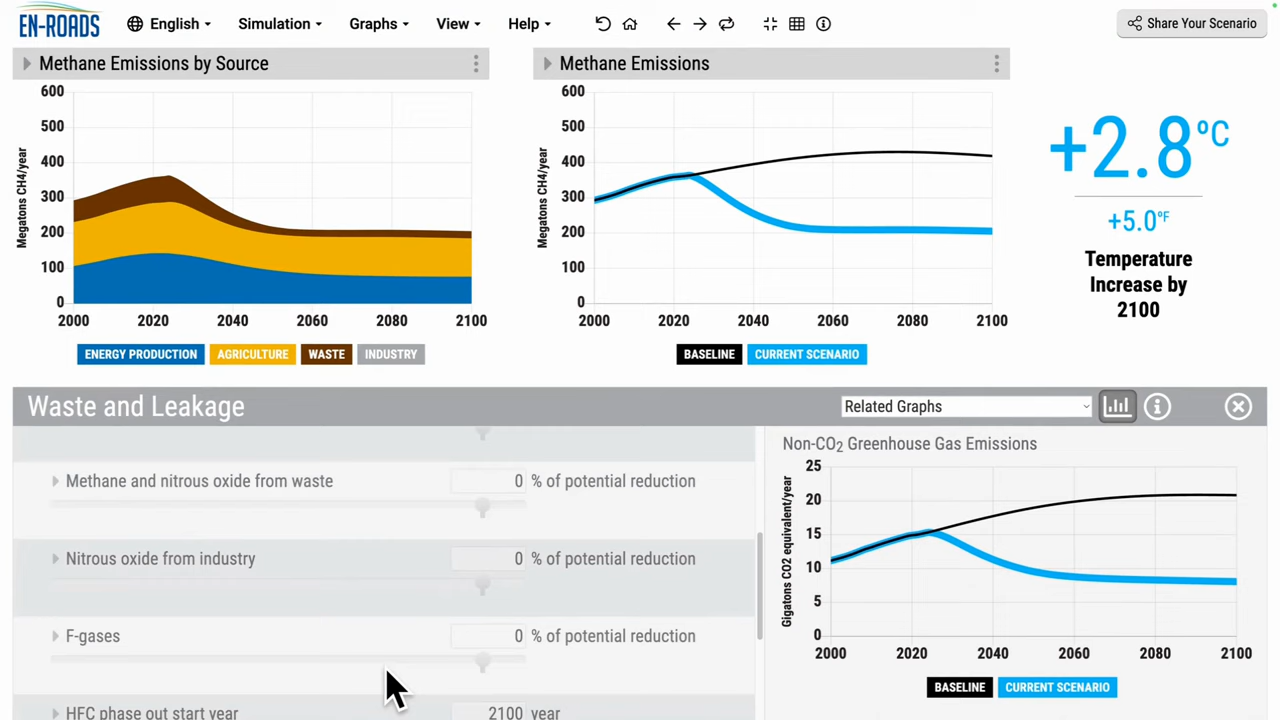 EN-ROADS
English
Simulation
Graphs
View
Help
Share Your Scenario
Methane Emissions by Source
Megatons CH4/year
600
500
400
300
200
100
0
2000 2020 2040 2060 2080 2100
ENERGY PRODUCTION AGRICULTURE WASTE INDUSTRY
Methane Emissions
Megatons CH4/year
600
500
400
300
200
100
0
2000 2020 2040 2060 2080 2100
BASELINE CURRENT SCENARIO
+2.8ºC
+5.0ºF
Temperature
Increase by
2100
Waste and Leakage
Related Graphs
Methane and nitrous oxide from waste 0 % of potential reduction
Nitrous oxide from industry 0 % of potential reduction
F-gases 0 % of potential reduction
HFC phase out start year 2100 year
Non-CO2 Greenhouse Gas Emissions
Gigatons CO2 equivalent/year
25
20
15
10
5
0
2000 2020 2040 2060 2080 2100
BASELINE CURRENT SCENARIO